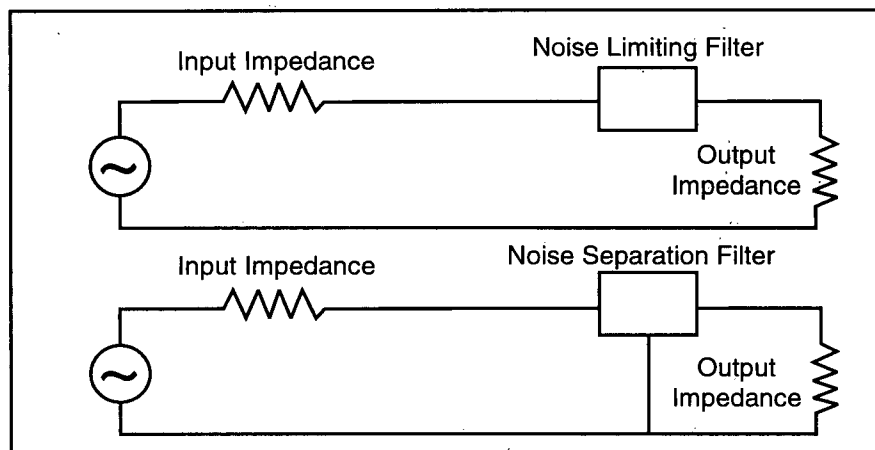 Noise Limiting Filter
Input Impedance
Output
Impedance
Noise Separation Filter
Input Impedance
Output
Impedance